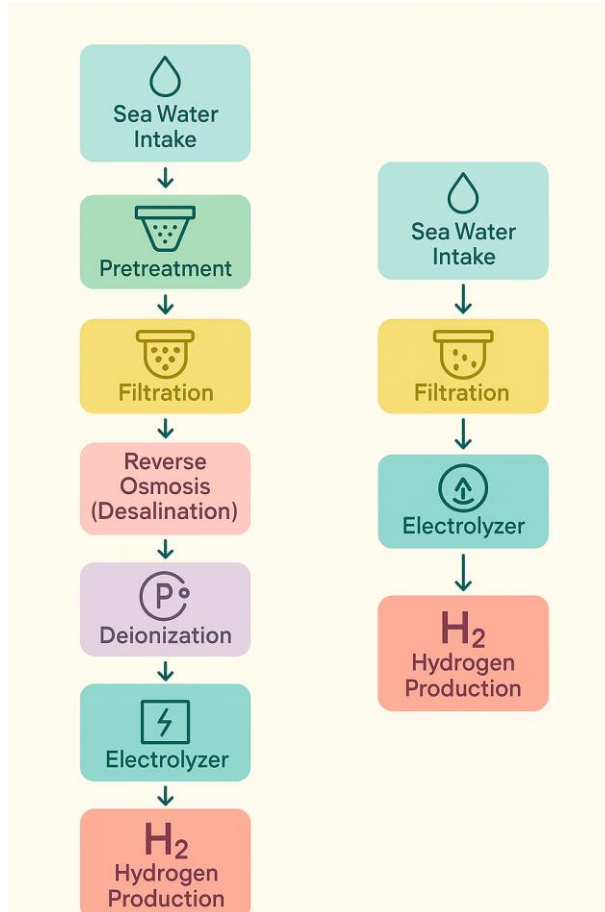 Sea Water
Intake
Pretreatment
Filtration
Reverse
Osmosis
(Desalination)
P
Deionization
Electrolyzer
H₂
Hydrogen
Production
Sea Water
Intake
Filtration
Electrolyzer
H₂
Hydrogen
Production